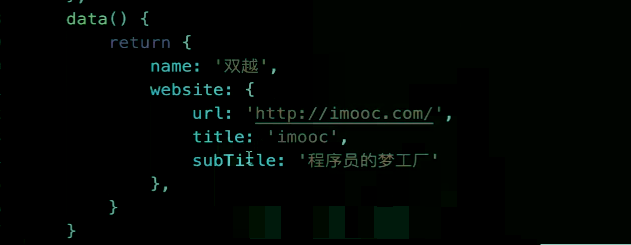 },
data() {
return {
name: '双越',
website: {
url: 'http://imooc.com/',
title: 'imooc',
subTitle: '程序员的梦工厂'
},
}
}